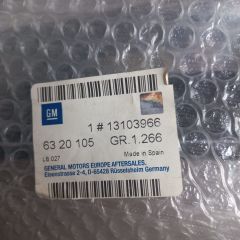 GM
1 # 13103966
63 20 105 GR.1.266
LB 027
Made in Spain
GENERAL MOTORS EUROPE AFTERSALES.
Eisenstrasse 2-4, D-65428 Rüsselsheim Germany